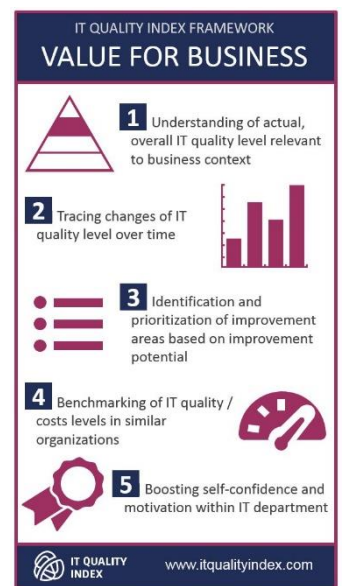 IT QUALITY INDEX FRAMEWORK
VALUE FOR BUSINESS
1 Understanding of actual,
overall IT quality level relevant
to business context
2 Tracing changes of IT
quality level over time
3 Identification and
prioritization of improvement
areas based on improvement
potential
4 Benchmarking of IT quality /
costs levels in similar
organizations
5 Boosting self-confidence and
motivation within IT department
IT QUALITY
INDEX
www.itqualityindex.com